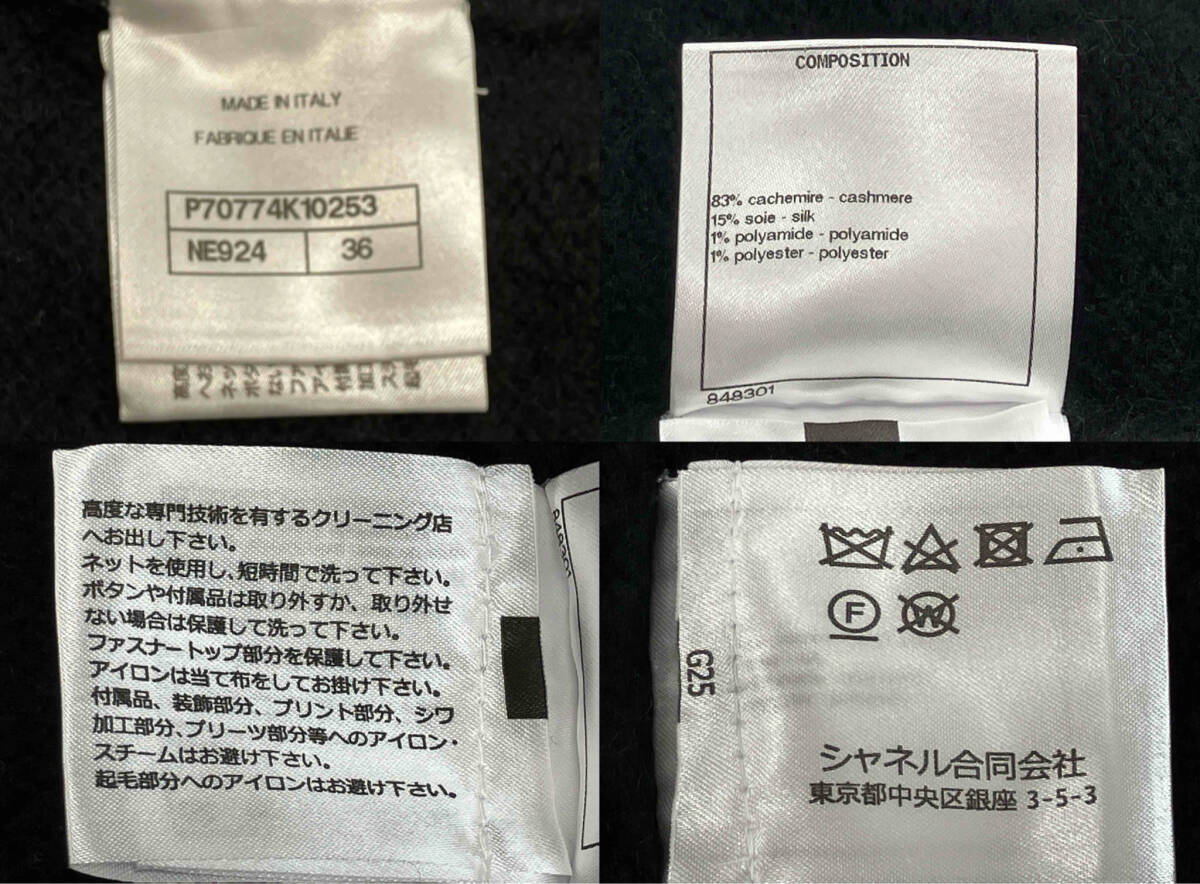 MADE IN ITALY
FABRIQUE EN ITALIE
P70774K10253
NE924 36
COMPOSITION
83% cachemire - cashmere
15% soie - silk
1% polyamide - polyamide
1% polyester - polyester
848301
高度な専門技術を有するクリーニング店
へお出し下さい。
ネットを使用し、短時間で洗って下さい。
ボタンや付属品は取り外すか、取り外せ
ない場合は保護して洗って下さい。
ファスナートップ部分を保護して下さい。
アイロンは当て布をしてお掛け下さい。
付属品、装飾部分、プリント部分、シワ
加工部分、プリーツ部分等へのアイロン・
スチームはお避け下さい。
起毛部分へのアイロンはお避け下さい。
848301
F W
G25
シャネル合同会社
東京都中央区銀座 3-5-3